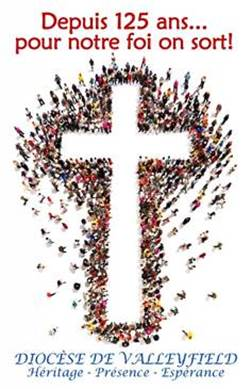 Depuis 125 ans...
pour notre foi on sort!
DIOCÈSE DE VALLEYFIELD
Héritage - Présence - Espérance